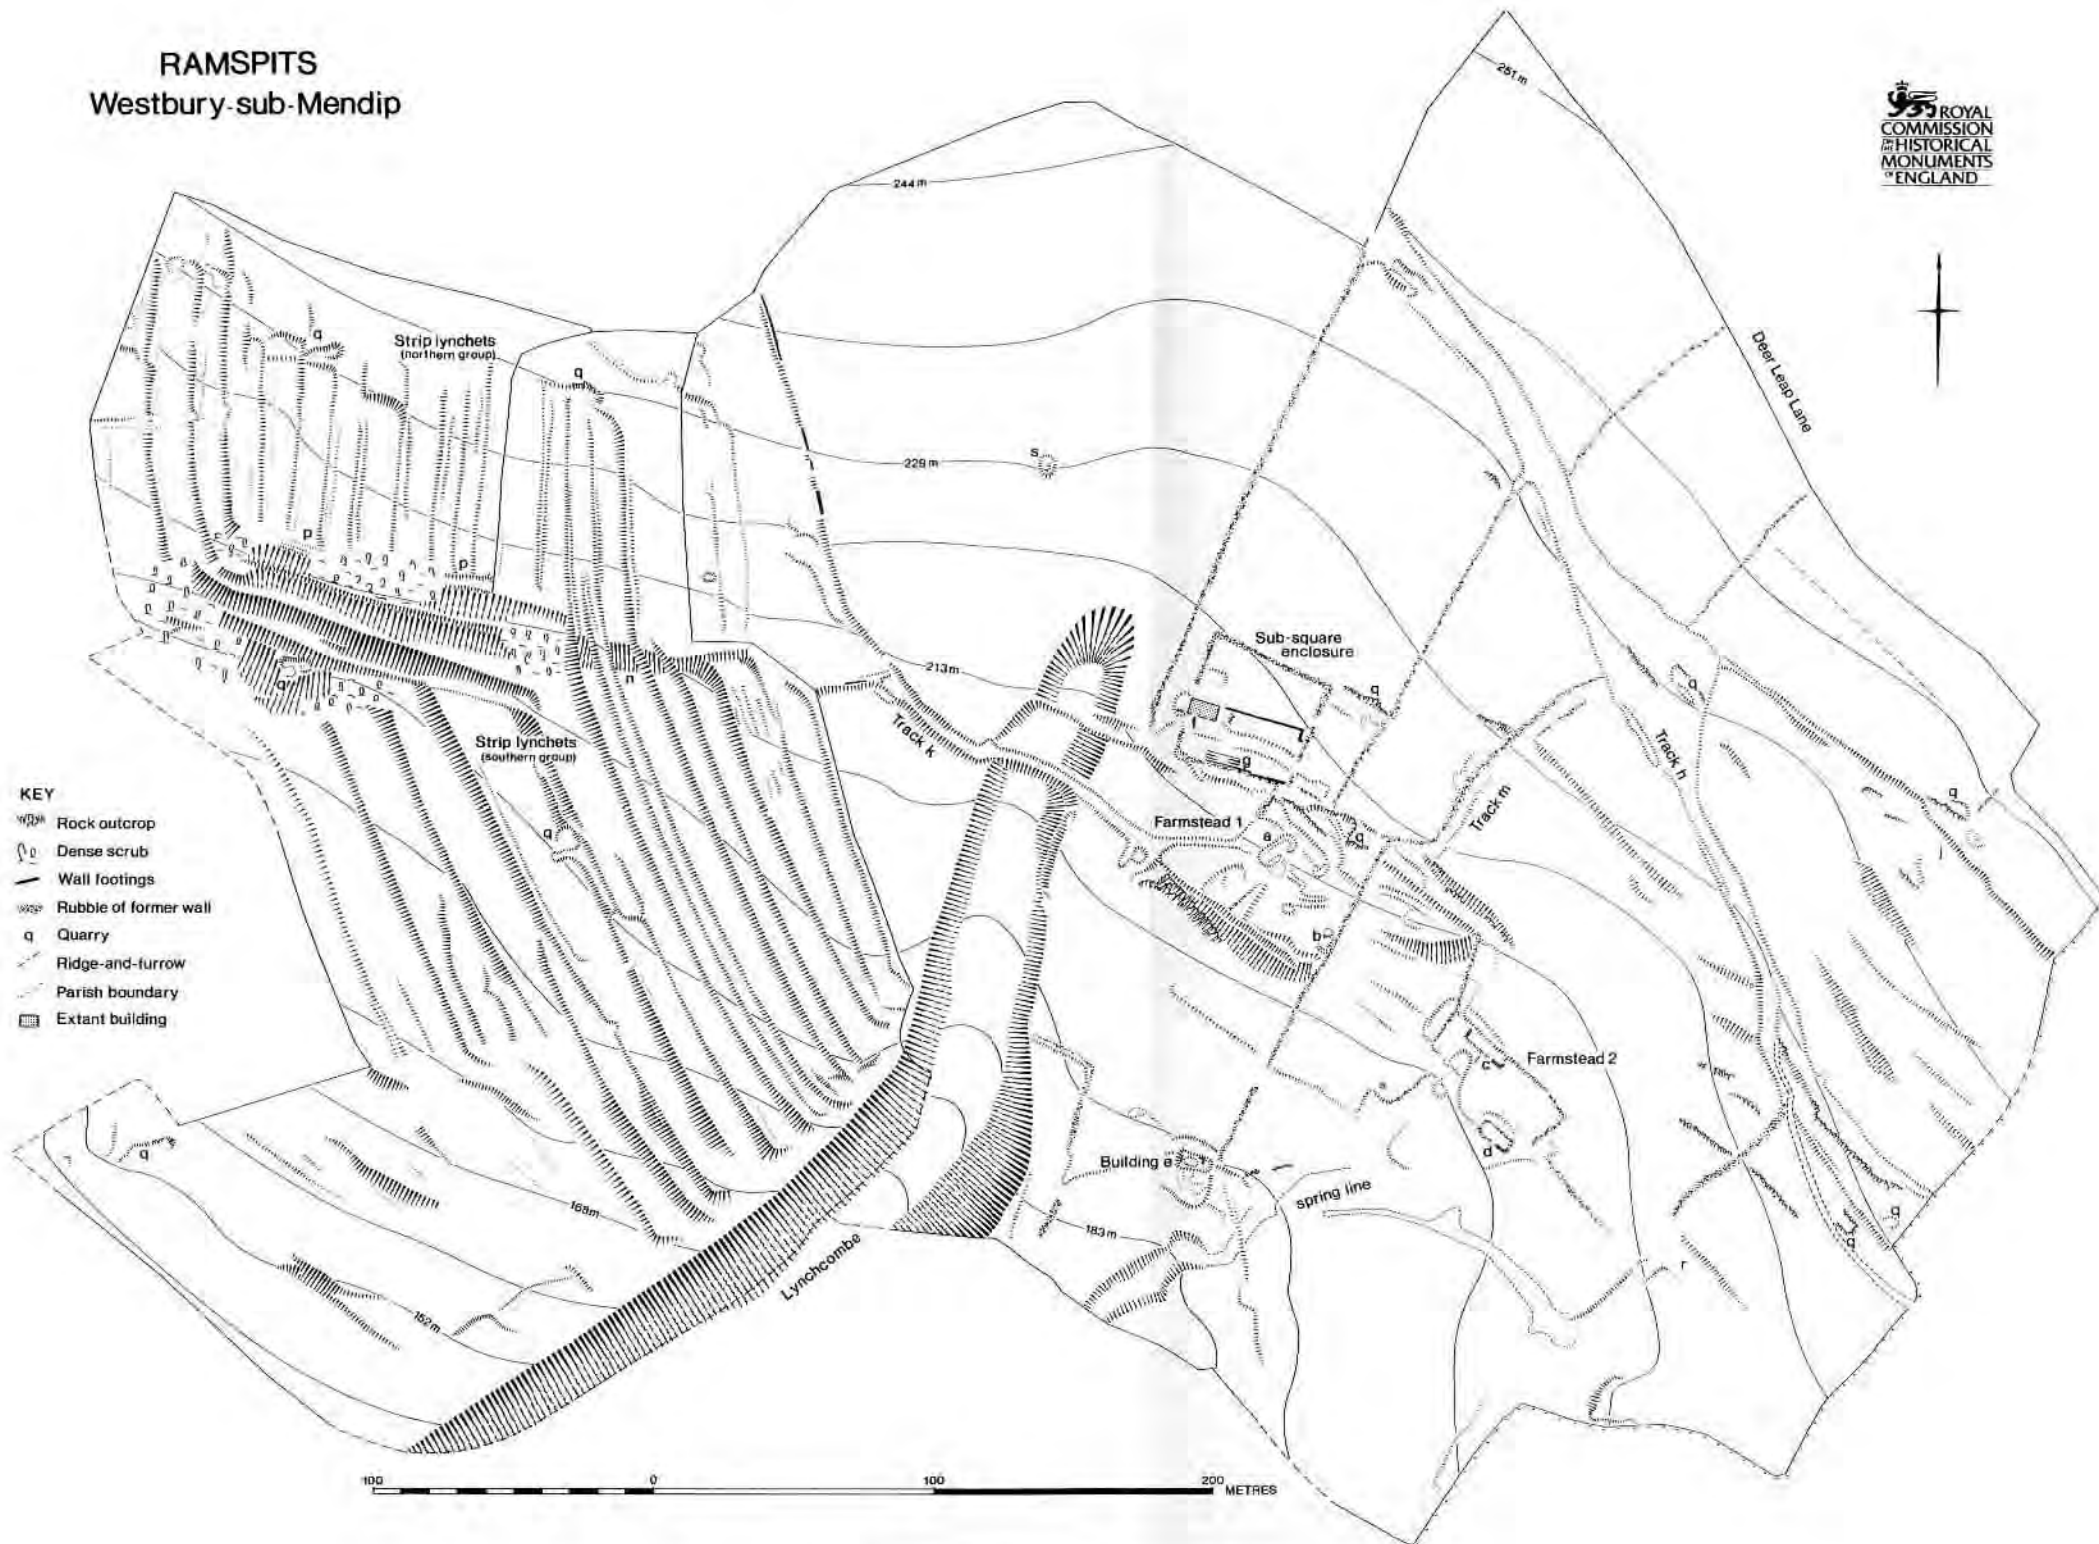 RAMSPITS
Westbury-sub-Mendip
ROYAL
COMMISSION
ON THE HISTORICAL
MONUMENTS
OF ENGLAND
251m
244m
Deer Leap Lane
q
Strip lynchets
(northern group)
q
s
229m
p
p
Sub-square
enclosure
213m
q
q
n
q
f
Track k
g
Track h
Strip lynchets
(southern group)
q
Track m
j
KEY
Rock outcrop
Dense scrub
Wall footings
Rubble of former wall
q Quarry
Ridge-and-furrow
Parish boundary
Extant building
q
Farmstead 1
a
q
b
Farmstead 2
c
q
d
Building e
spring line
168m
183m
q
q
r
Lynchcombe
152m
100 0 100 200
METRES